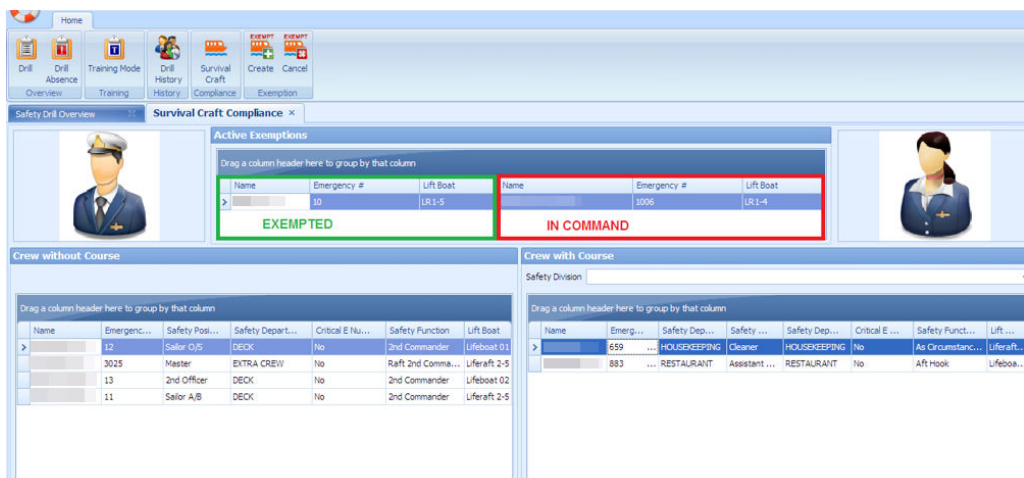 Home
EXEMPT EXEMPT
Drill Drill Absence Training Mode Drill History Survival Craft Create Cancel
Overview Training History Compliance Exemption
Safety Drill Overview Survival Craft Compliance ×
Active Exemptions
Drag a column header here to group by that column
Name Emergency # Lift Boat Name Emergency # Lift Boat
10 LR1-5 1006 LR1-4
EXEMPTED IN COMMAND
Crew without Course Crew with Course
Safety Division
Drag a column header here to group by that column Drag a column header here to group by that column
Name Emergenc... Safety Posi... Safety Depart... Critical E Nu... Safety Function Lift Boat Name Emerg... Safety Dep... Safety ... Safety Dep... Critical E ... Safety Funct... Lift ...
12 Sailor O/S DECK No 2nd Commander Lifeboat 01 659 ... HOUSEKEEPING Cleaner HOUSEKEEPING No As Circumstanc... Liferaft...
3025 Master EXTRA CREW No Raft 2nd Comma... Liferaft 2-5 883 ... RESTAURANT Assistant ... RESTAURANT No Aft Hook Lifeboa...
13 2nd Officer DECK No 2nd Commander Lifeboat 02
11 Sailor A/B DECK No 2nd Commander Liferaft 2-5